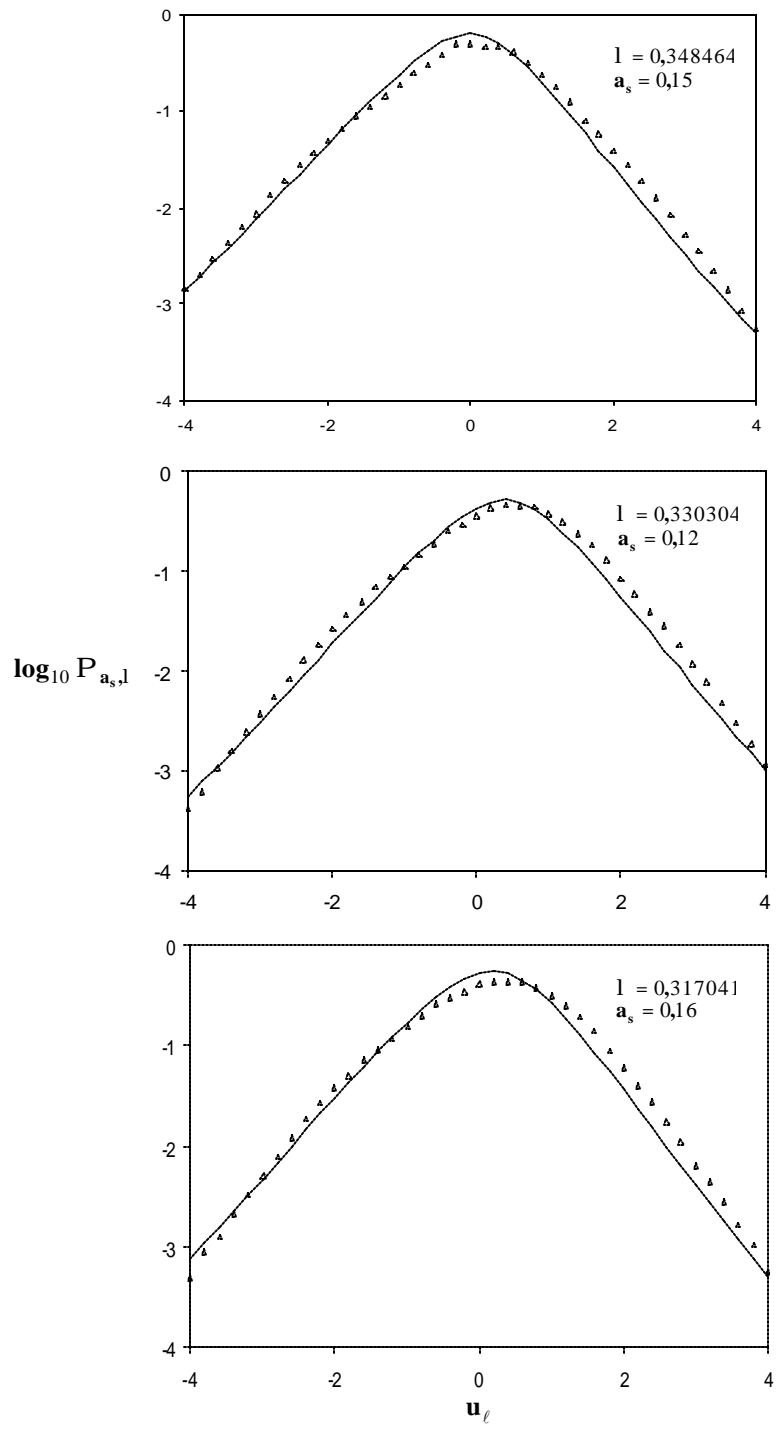 0
-1
-2
-3
-4
-4 -2 0 2 4
l = 0,348464
a_s = 0,15
0
-1
-2
-3
-4
-4 -2 0 2 4
l = 0,330304
a_s = 0,12
log₁₀ P a_s,l
0
-1
-2
-3
-4
-4 -2 0 2 4
l = 0,317041
a_s = 0,16
u_ℓ